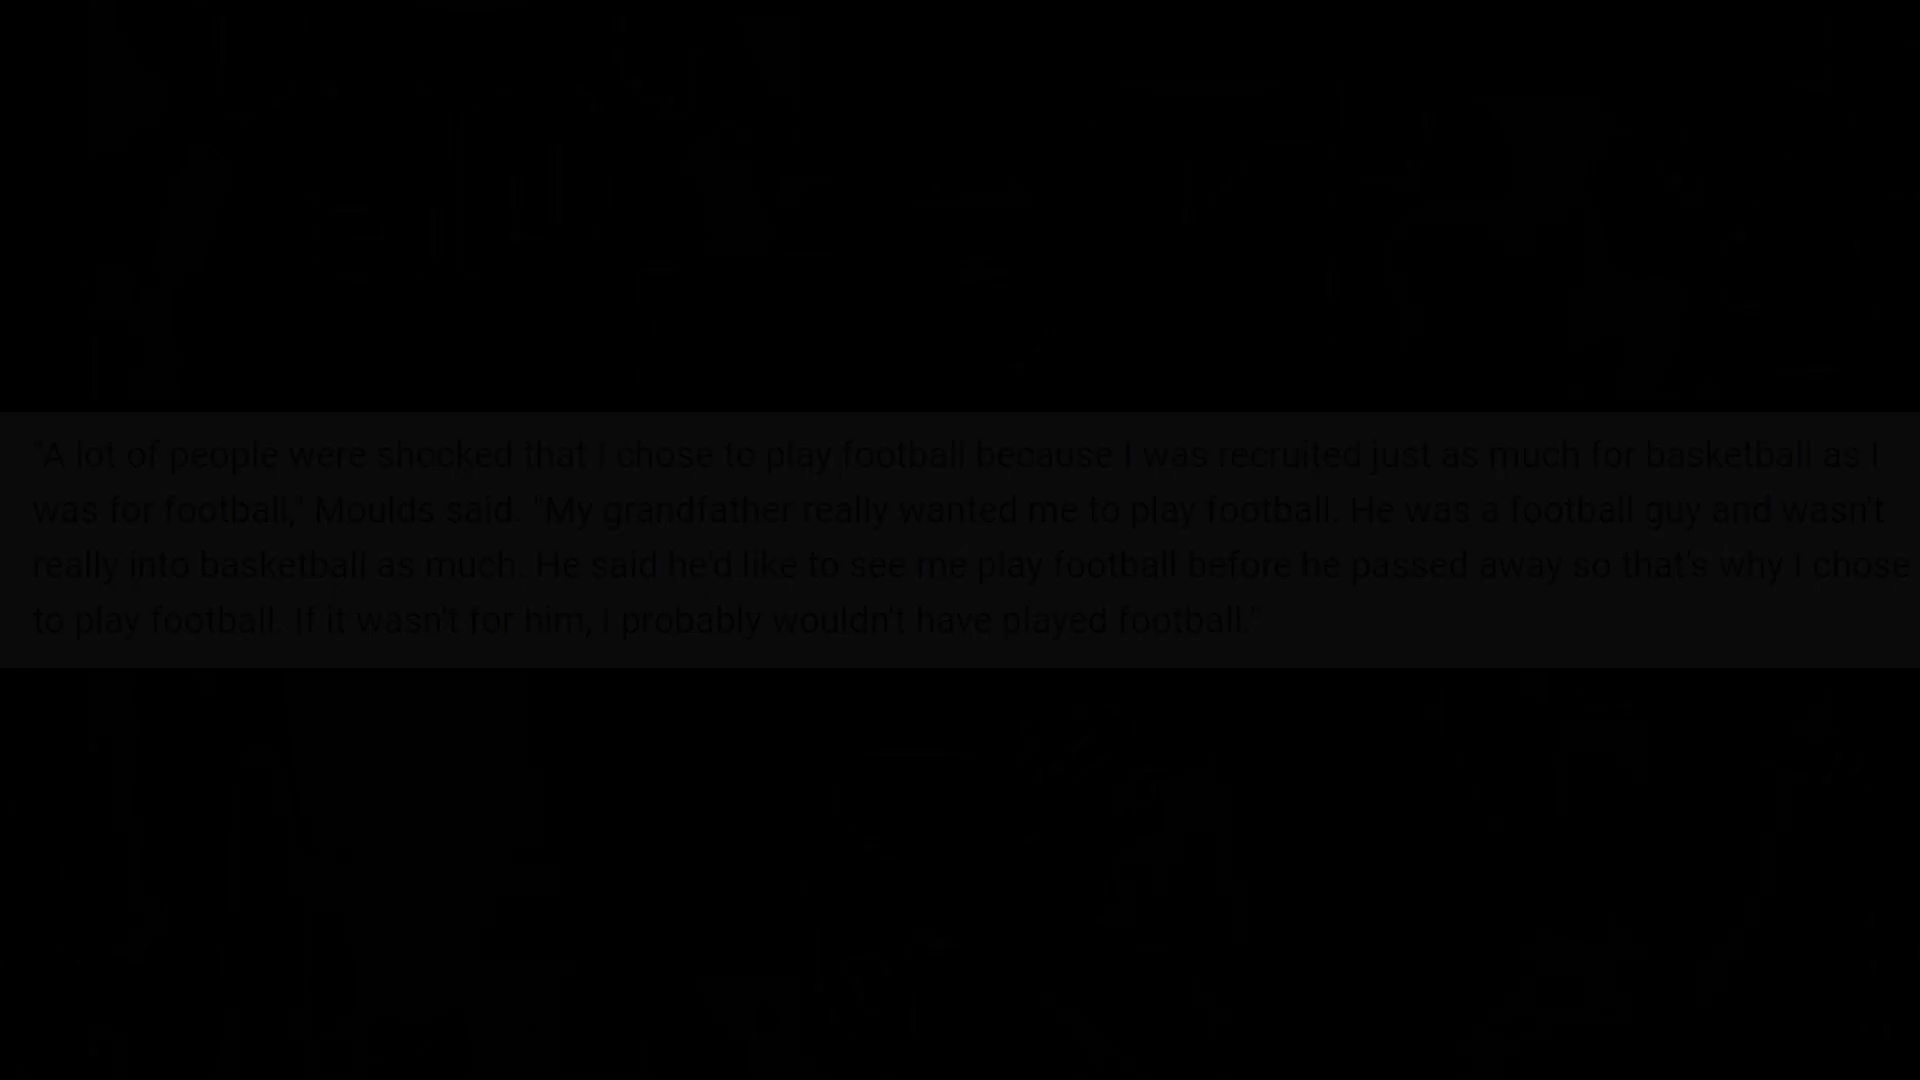 "A lot of people were shocked that I chose to play football because I was recruited just as much for basketball as I
was for football,' Moulds said. "My grandfather really wanted me to play football. He was a football guy and wasn't
really into basketball as much. He said he'd like to see me play football before he passed away so that's why I chose
to play football. If it wasn't for him, I probably wouldn't have played football."